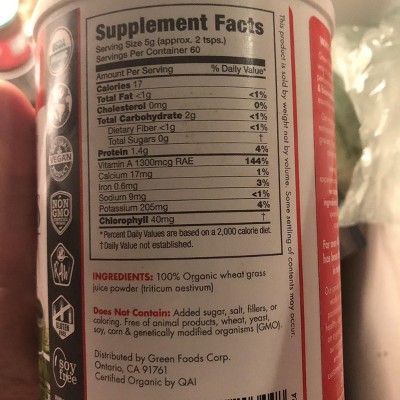 Supplement Facts
Serving Size 5g (approx. 2 tsps.)
Servings Per Container 60
Amount Per Serving % Daily Value*
Calories 17
Total Fat <1g <1%
Cholesterol 0mg 0%
Total Carbohydrate 2g <1%
Dietary Fiber <1g <1%
Total Sugars 0g †
Protein 1.4g 4%
Vitamin A 1300mcg RAE 144%
Calcium 17mg 1%
Iron 0.6mg 3%
Sodium 9mg <1%
Potassium 205mg 4%
Chlorophyll 40mg †
*Percent Daily Values are based on a 2,000 calorie diet.
†Daily Value not established.
This product is sold by weight not by volume. Some settling of contents may occur.
INGREDIENTS: 100% Organic wheat grass
juice powder (triticum aestivum)
Does Not Contain: Added sugar, salt, fillers, or
coloring. Free of animal products, wheat, yeast,
soy, corn & genetically modified organisms (GMO).
Distributed by Green Foods Corp.
Ontario, CA 91761
Certified Organic by QAI
VEGAN
NON
GMO
RAW
GLUTEN
soy
free